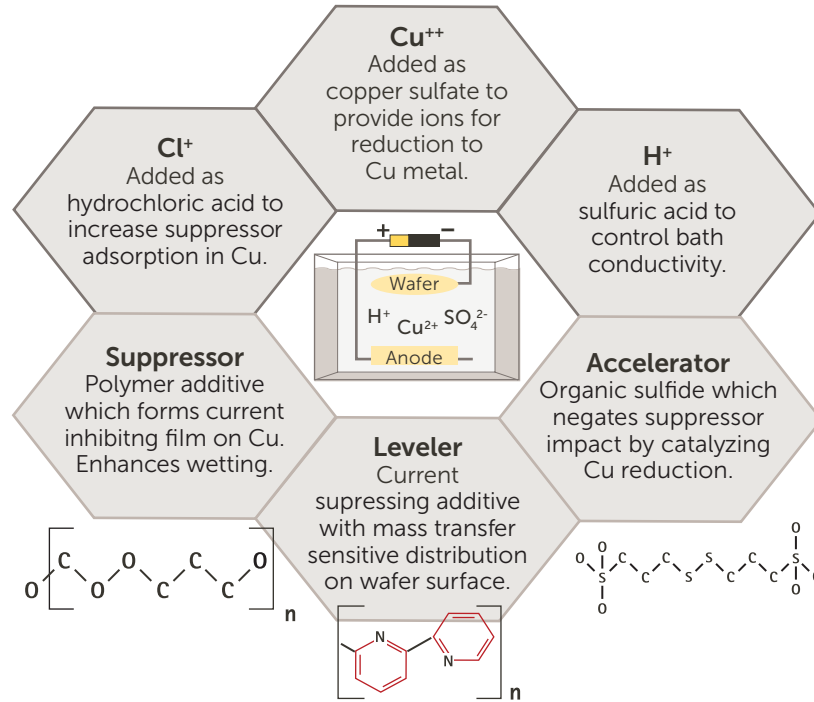 Cu⁺⁺
Added as
copper sulfate to
provide ions for
reduction to
Cu metal.
Cl⁺
Added as
hydrochloric acid to
increase suppressor
adsorption in Cu.
H⁺
Added as
sulfuric acid to
control bath
conductivity.
+ −
Wafer
H⁺ Cu²⁺ SO₄²⁻
Anode
Suppressor
Polymer additive
which forms current
inhibitng film on Cu.
Enhances wetting.
Accelerator
Organic sulfide which
negates suppressor
impact by catalyzing
Cu reduction.
Leveler
Current
supressing additive
with mass transfer
sensitive distribution
on wafer surface.
O C O O C C C O n
O O S O C C C S S C C C O S O O
N N n